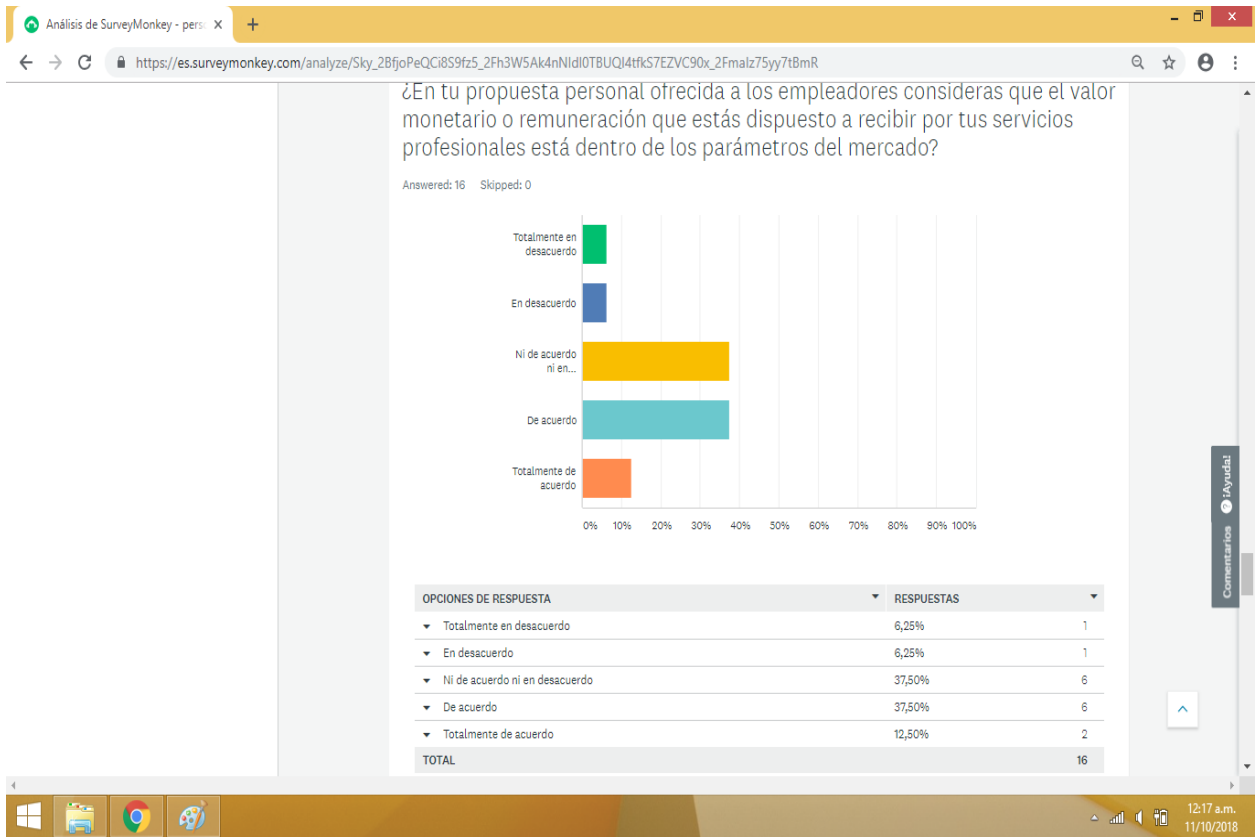 Análisis de SurveyMonkey - pers
https://es.surveymonkey.com/analyze/Sky_2BfjoPeQCi8S9fz5_2Fh3W5Ak4nNIdI0TBUQI4tfkS7EZVC90x_2Fmalz75yy7tBmR
¿En tu propuesta personal ofrecida a los empleadores consideras que el valor
monetario o remuneración que estás dispuesto a recibir por tus servicios
profesionales está dentro de los parámetros del mercado?
Answered: 16 Skipped: 0
Totalmente en
desacuerdo
En desacuerdo
Ni de acuerdo
ni en...
De acuerdo
Totalmente de
acuerdo
0% 10% 20% 30% 40% 50% 60% 70% 80% 90% 100%
OPCIONES DE RESPUESTA RESPUESTAS
Totalmente en desacuerdo 6,25% 1
En desacuerdo 6,25% 1
Ni de acuerdo ni en desacuerdo 37,50% 6
De acuerdo 37,50% 6
Totalmente de acuerdo 12,50% 2
TOTAL 16
Comentarios ? ¡Ayuda!
12:17 a.m.
11/10/2018